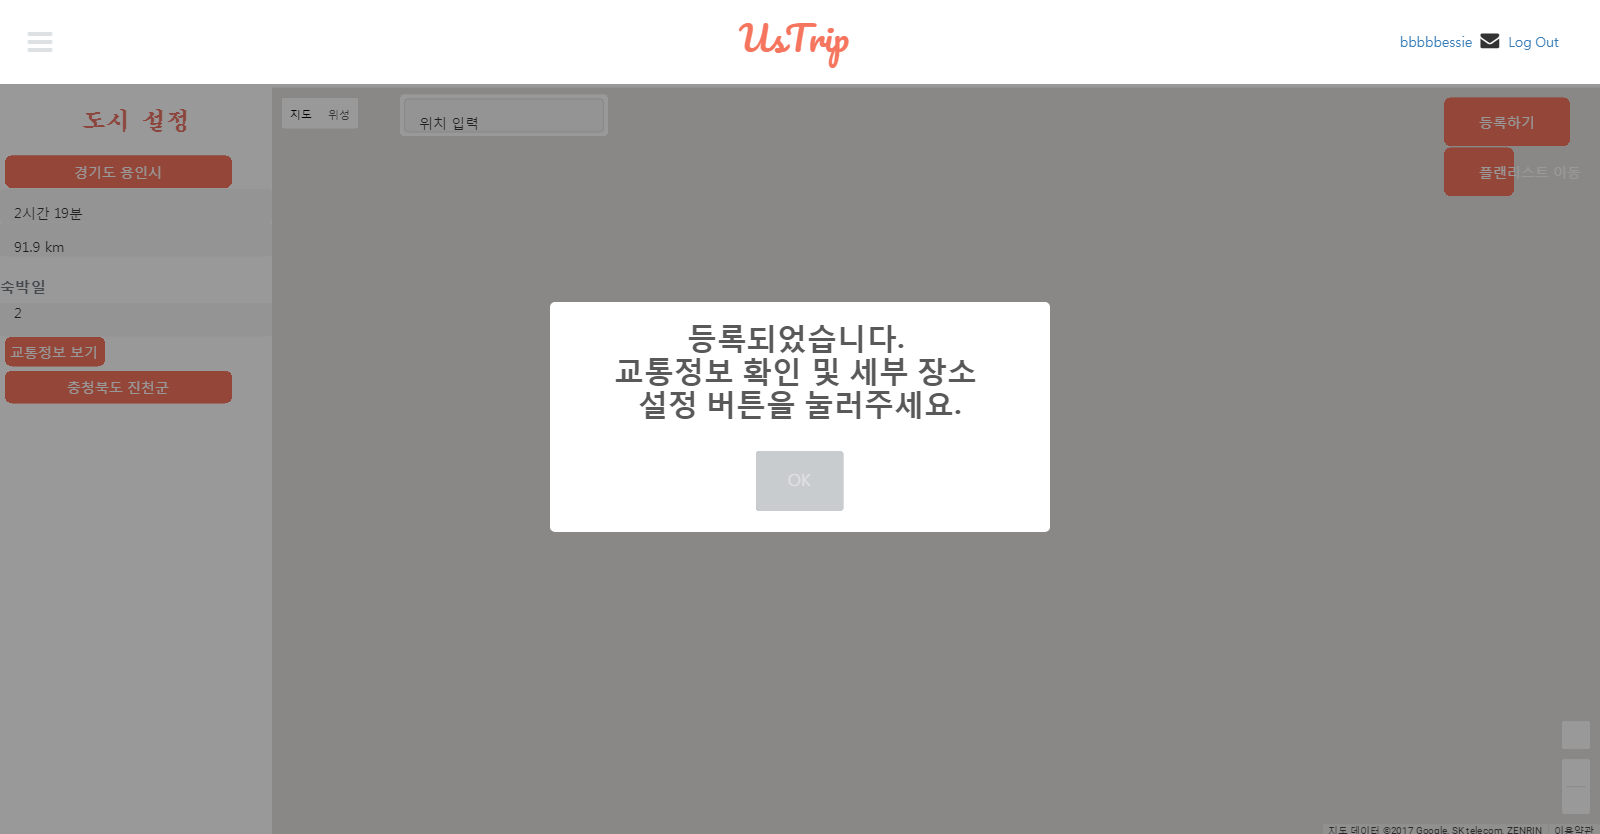 UsTrip
bbbbbessie Log Out
도시 설정
경기도 용인시
2시간 19분
91.9 km
숙박일
2
교통정보 보기
충청북도 진천군
지도 위성
위치 입력
등록하기
플랜리스트 이동
등록되었습니다.
교통정보 확인 및 세부 장소
설정 버튼을 눌러주세요.
OK
지도 데이터 ©2017 Google, SK telecom, ZENRIN 이용약관